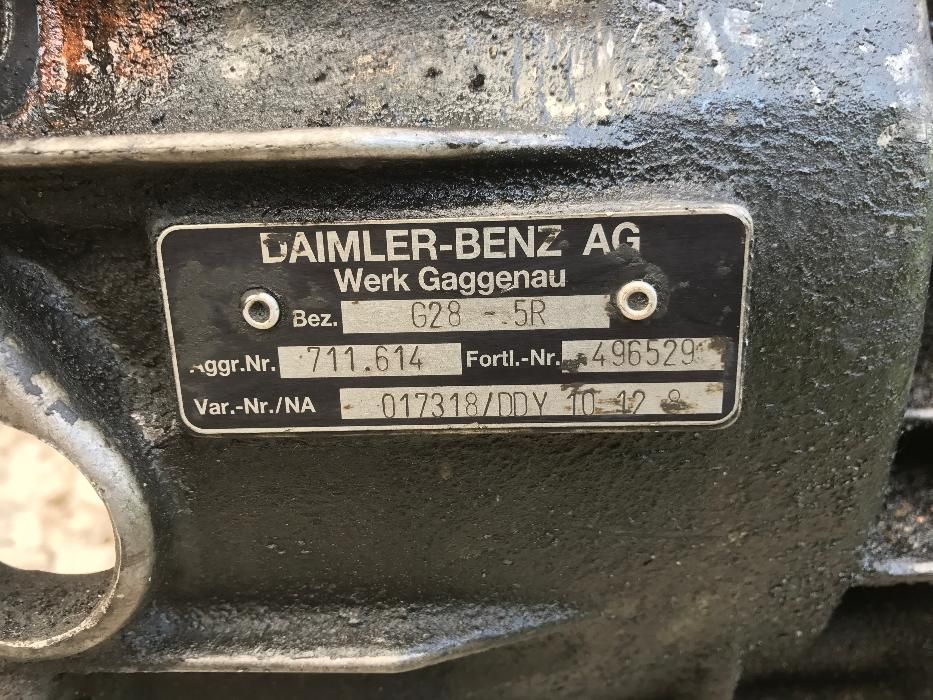 DAIMLER-BENZ AG
Werk Gaggenau
Bez. G28 - 5R
Aggr.Nr. 711.614 Fortl.-Nr. 496529
Var.-Nr./NA 017318/DDY 10 12 8